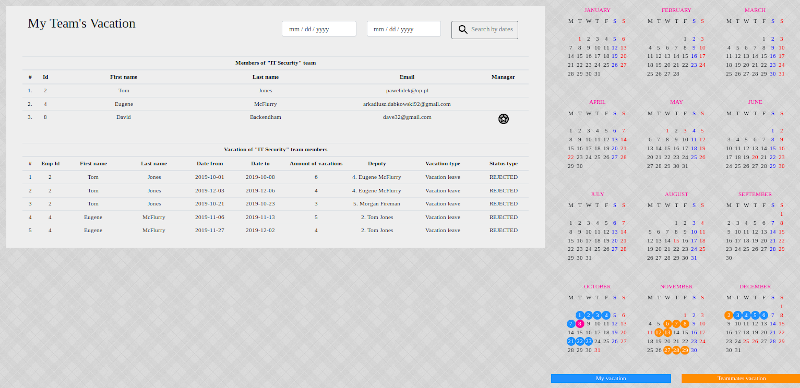 My Team's Vacation
mm / dd / yyyy
mm / dd / yyyy
Search by dates
Members of "IT Security" team
# Id First name Last name Email Manager
1. 2 Tom Jones
2. 4 Eugene McFlurry arkadiusz.dabkowski92@gmail.com
3. 8 David Backendham dave32@gmail.com
Vacation of "IT Security" team members
# Emp Id First name Last name Date from Date to Amount of vacations Deputy Vacation type Status type
1 2 Tom Jones 2019-10-01 2019-10-08 6 4. Eugene McFlurry Vacation leave REJECTED
2 2 Tom Jones 2019-12-03 2019-12-06 4 4. Eugene McFlurry Vacation leave REJECTED
3 2 Tom Jones 2019-10-21 2019-10-23 3 5. Morgan Freeman Vacation leave REJECTED
4 4 Eugene McFlurry 2019-11-06 2019-11-13 5 2. Tom Jones Vacation leave REJECTED
5 4 Eugene McFlurry 2019-11-27 2019-12-02 4 2. Tom Jones Vacation leave REJECTED
JANUARY
M T W T F S S
1 2 3 4 5 6
7 8 9 10 11 12 13
14 15 16 17 18 19 20
21 22 23 24 25 26 27
28 29 30 31
FEBRUARY
M T W T F S S
1 2 3
4 5 6 7 8 9 10
11 12 13 14 15 16 17
18 19 20 21 22 23 24
25 26 27 28
MARCH
M T W T F S S
1 2 3
4 5 6 7 8 9 10
11 12 13 14 15 16 17
18 19 20 21 22 23 24
25 26 27 28 29 30 31
APRIL
M T W T F S S
1 2 3 4 5 6 7
8 9 10 11 12 13 14
15 16 17 18 19 20 21
22 23 24 25 26 27 28
29 30
MAY
M T W T F S S
1 2 3 4 5
6 7 8 9 10 11 12
13 14 15 16 17 18 19
20 21 22 23 24 25 26
27 28 29 30 31
JUNE
M T W T F S S
1 2
3 4 5 6 7 8 9
10 11 12 13 14 15 16
17 18 19 20 21 22 23
24 25 26 27 28 29 30
JULY
M T W T F S S
1 2 3 4 5 6 7
8 9 10 11 12 13 14
15 16 17 18 19 20 21
22 23 24 25 26 27 28
29 30 31
AUGUST
M T W T F S S
1 2 3 4
5 6 7 8 9 10 11
12 13 14 15 16 17 18
19 20 21 22 23 24 25
26 27 28 29 30 31
SEPTEMBER
M T W T F S S
1
2 3 4 5 6 7 8
9 10 11 12 13 14 15
16 17 18 19 20 21 22
23 24 25 26 27 28 29
30
OCTOBER
M T W T F S S
1 2 3 4 5 6
7 8 9 10 11 12 13
14 15 16 17 18 19 20
21 22 23 24 25 26 27
28 29 30 31
NOVEMBER
M T W T F S S
1 2 3
4 5 6 7 8 9 10
11 12 13 14 15 16 17
18 19 20 21 22 23 24
25 26 27 28 29 30
DECEMBER
M T W T F S S
1
2 3 4 5 6 7 8
9 10 11 12 13 14 15
16 17 18 19 20 21 22
23 24 25 26 27 28 29
30 31
My vacation
Teammates vacation